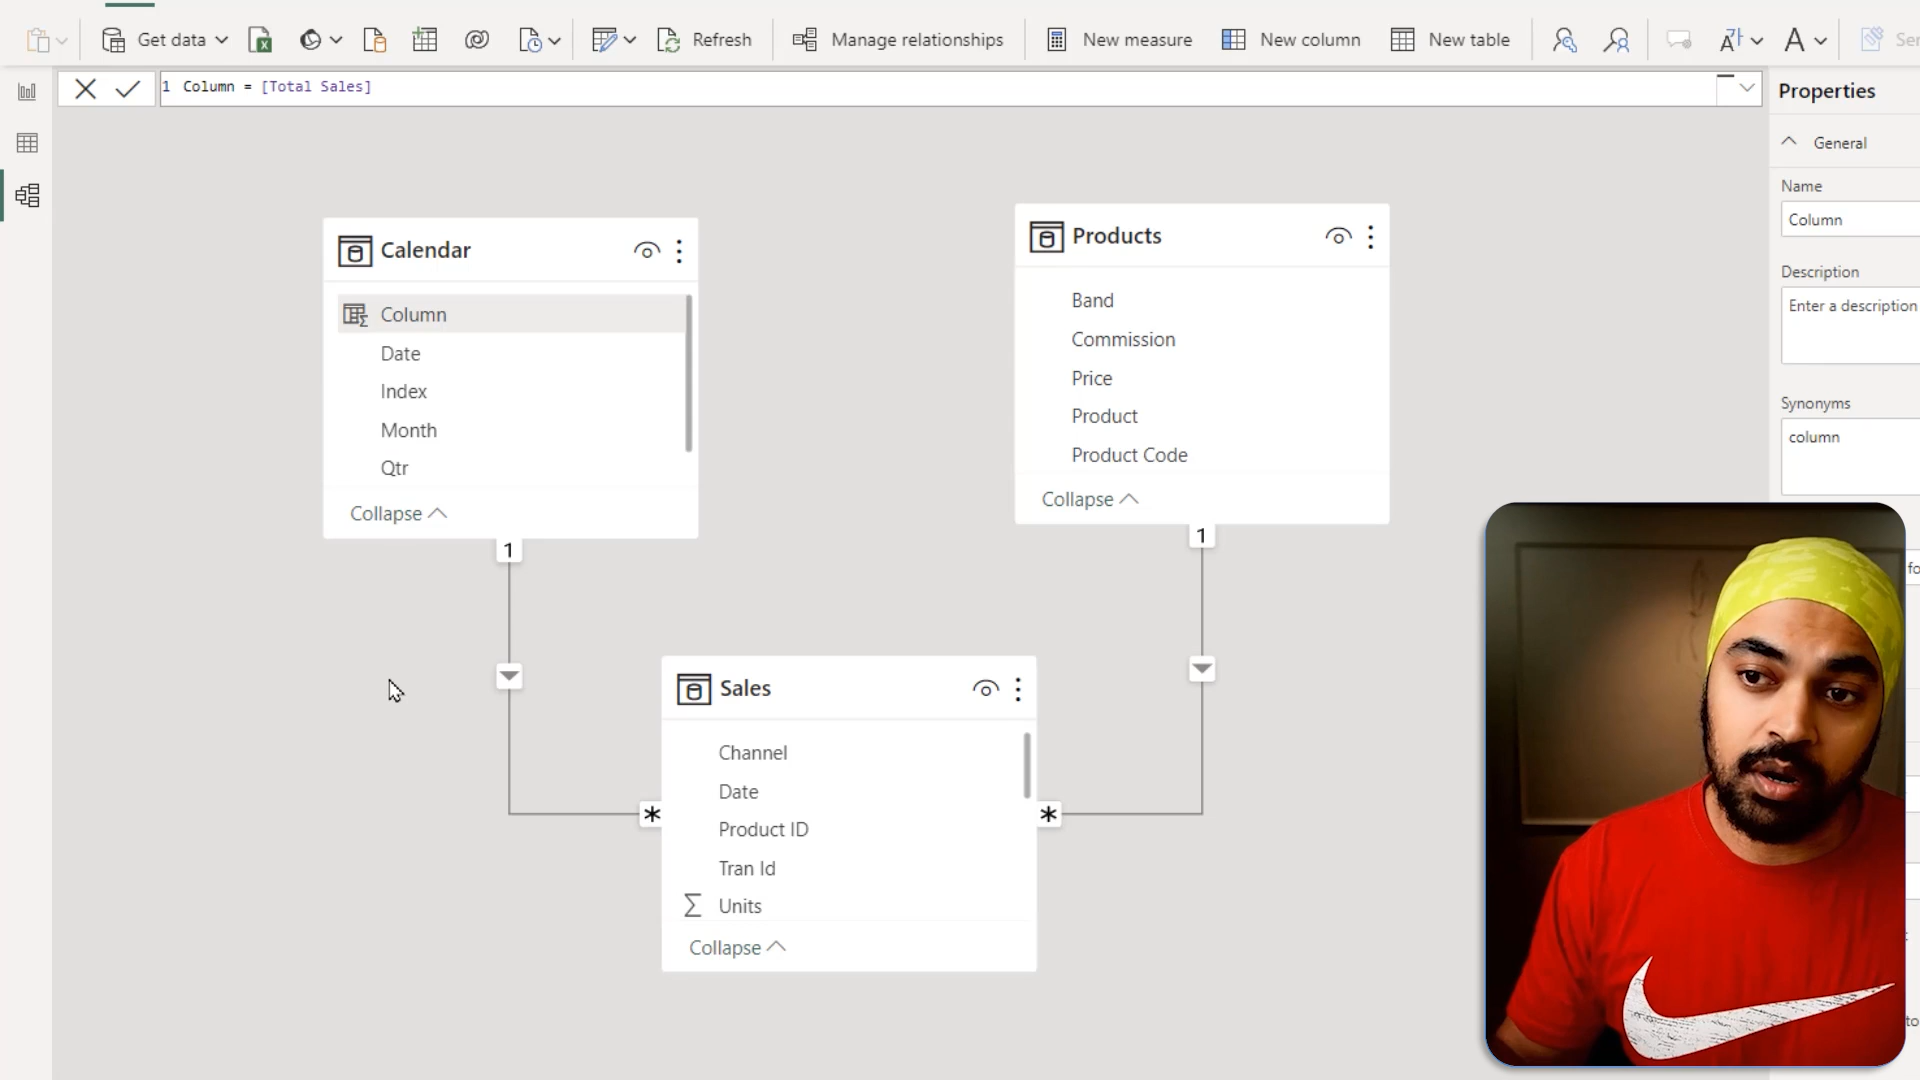 Get data
Refresh
Manage relationships
New measure
New column
New table
1 Column = [Total Sales]
Properties
General
Name
Column
Description
Enter a description
Synonyms
column
Calendar
Column
Date
Index
Month
Qtr
Collapse
1
Products
Band
Commission
Price
Product
Product Code
Collapse
1
Sales
Channel
Date
Product ID
Tran Id
Σ Units
Collapse
*
*